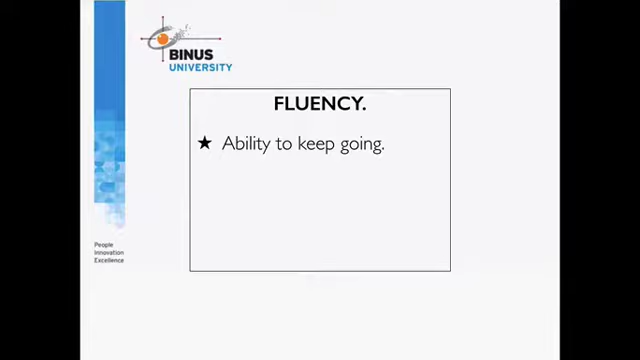 BINUS
UNIVERSITY
FLUENCY.
★ Ability to keep going.
People
Innovation
Excellence